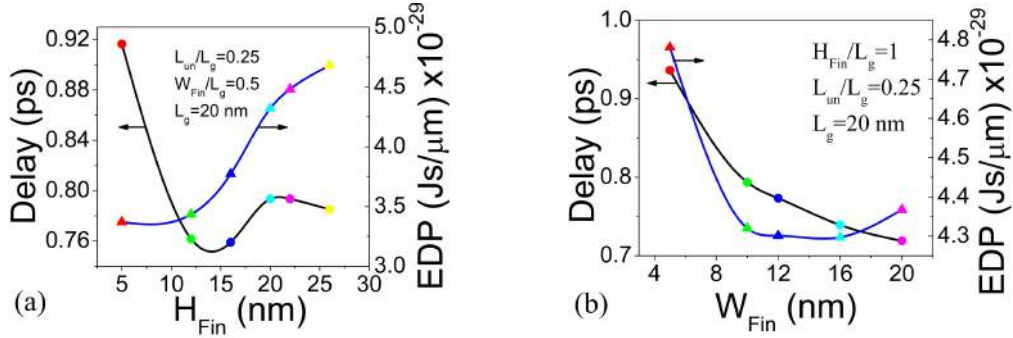 0.92
0.88
0.84
0.80
0.76
Delay (ps)
L_un/L_g=0.25
W_Fin/L_g=0.5
L_g=20 nm
5.0
4.5
4.0
3.5
3.0
EDP (Js/μm) x10^-29
5 10 15 20 25 30
H_Fin (nm)
(a)
1.0
0.9
0.8
0.7
Delay (ps)
H_Fin/L_g=1
L_un/L_g=0.25
L_g=20 nm
4.8
4.7
4.6
4.5
4.4
4.3
EDP (Js/μm) x10^-29
4 8 12 16 20
W_Fin (nm)
(b)